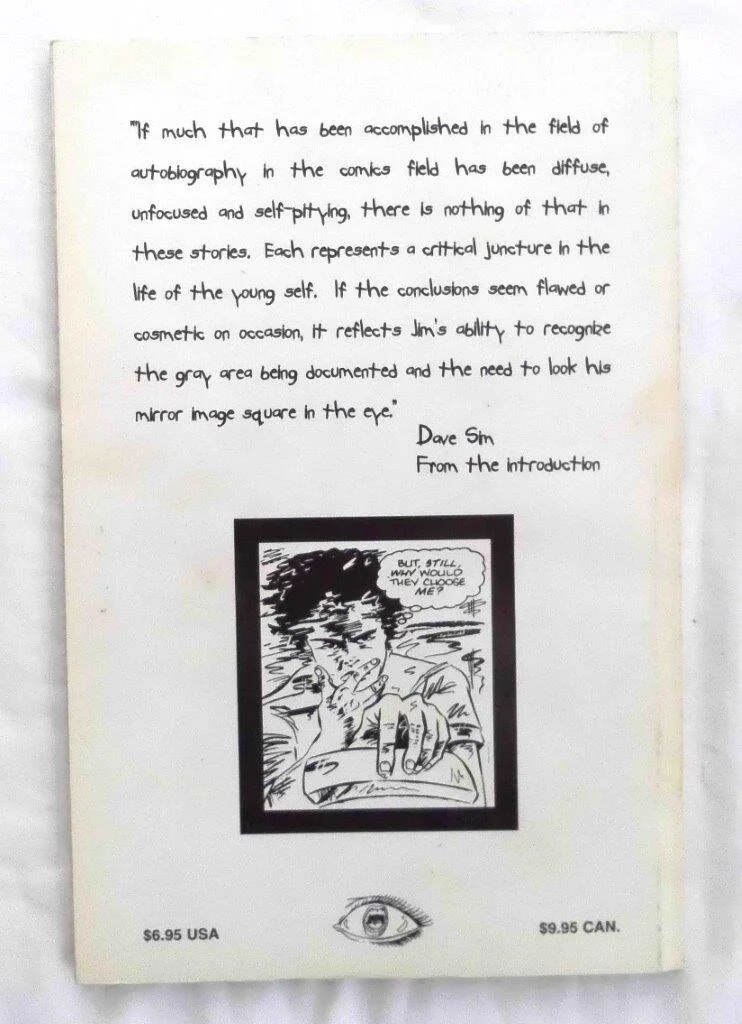 "If much that has been accomplished in the field of
autobiography in the comics field has been diffuse,
unfocused and self-pitying, there is nothing of that in
these stories. Each represents a critical juncture in the
life of the young self. If the conclusions seem flawed or
cosmetic on occasion, it reflects Jim's ability to recognize
the gray area being documented and the need to look his
mirror image square in the eye."
Dave Sim
From the introduction
BUT, STILL,
WHY WOULD
THEY CHOOSE
ME?
$6.95 USA
$9.95 CAN.